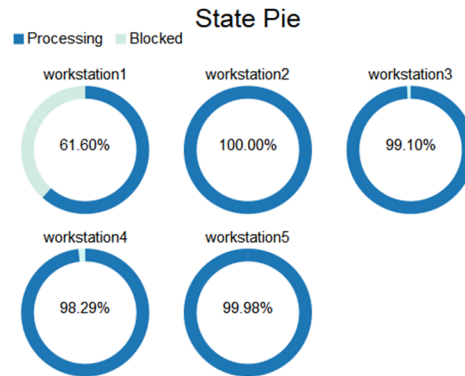 State Pie
Processing Blocked
workstation1 workstation2 workstation3
61.60% 100.00% 99.10%
workstation4 workstation5
98.29% 99.98%